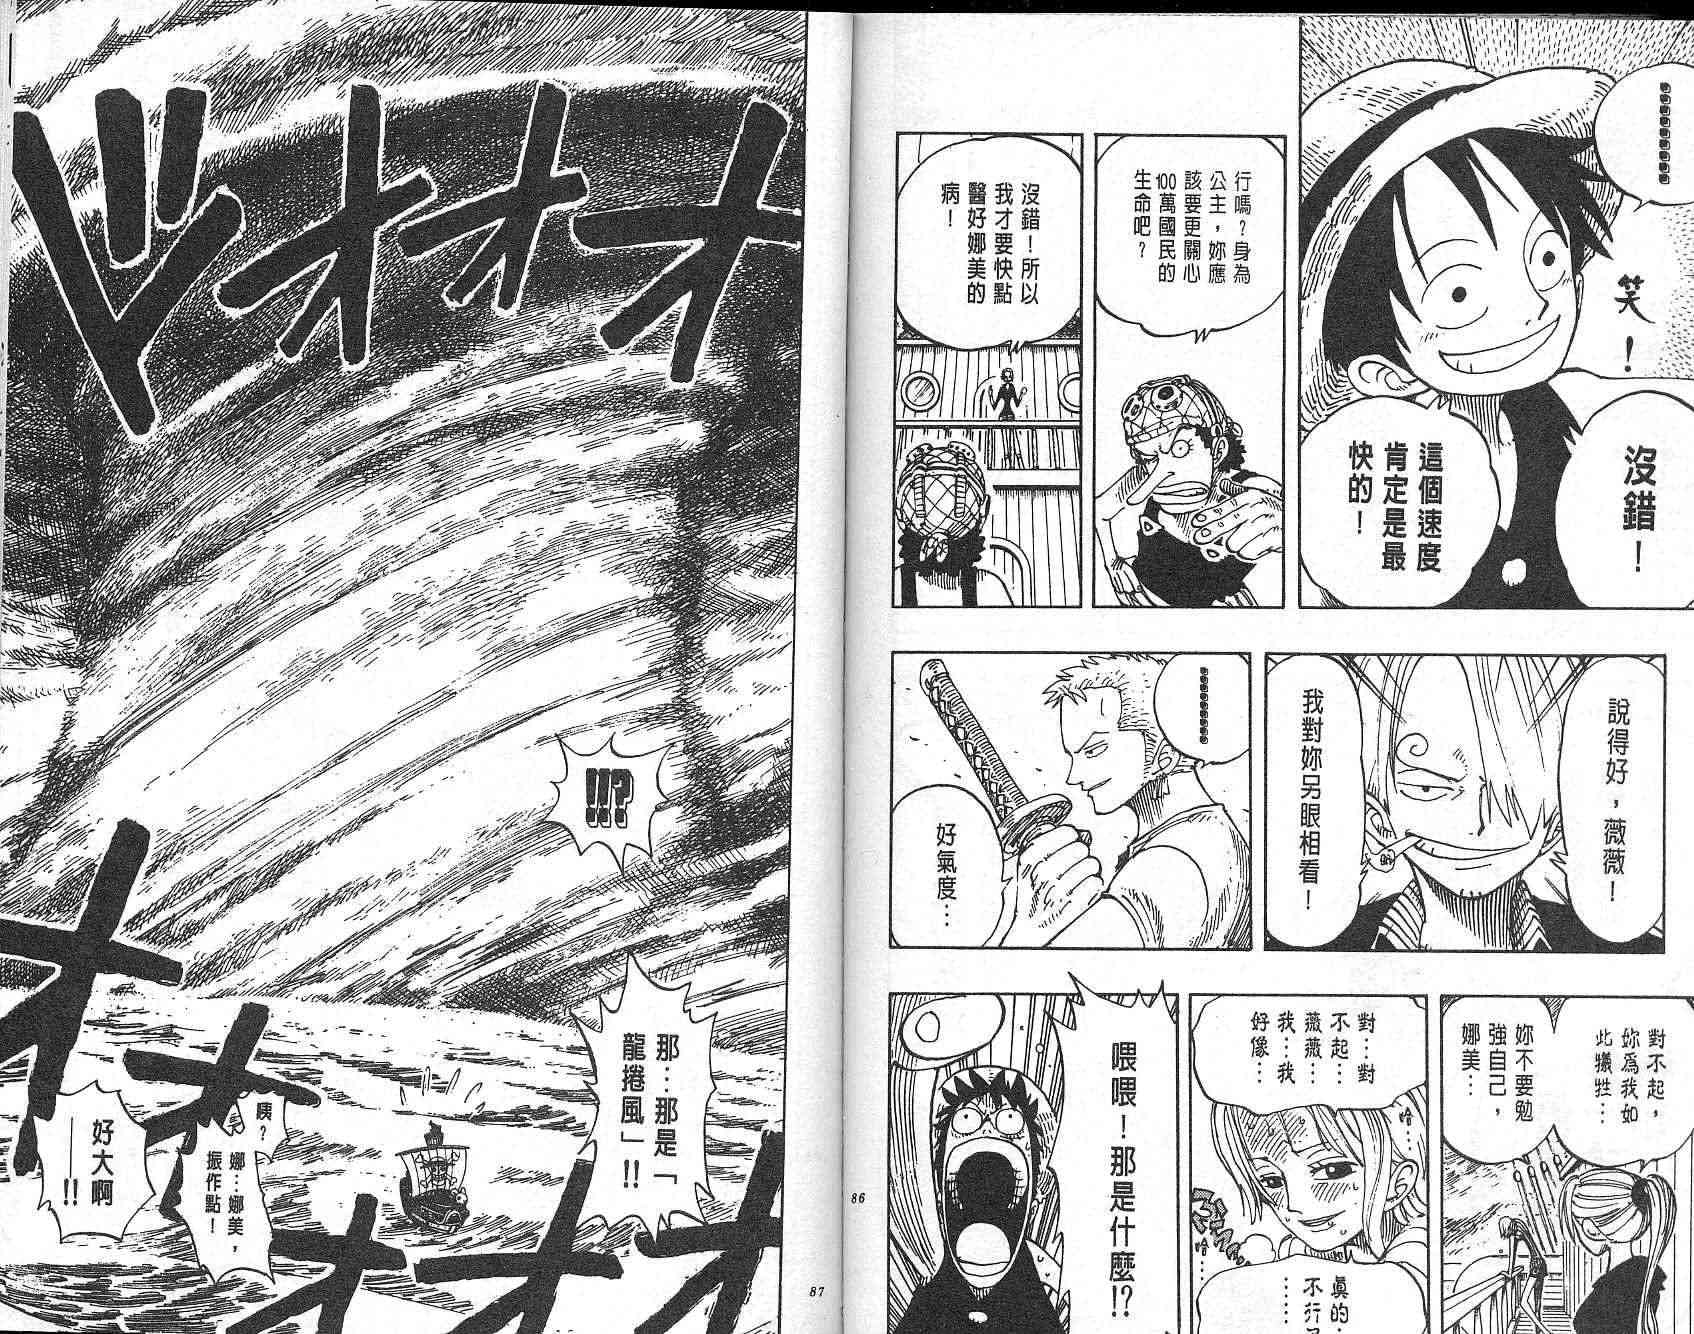 笑！
沒錯！
這個速度
肯定是最
快的！
行嗎？身為
公主，妳應
該要更關心
100萬國民的
生命吧？
沒錯！所以
我才要快點
醫好娜美的
病！
說得好，薇薇！
我對妳另眼相看！
好氣度…
對不起，
妳為我如
此犧牲…
妳不要勉
強自己，
娜美…
對…對
不起…
薇薇…
我…我
好像…
哈…
哈…
真的…
喂喂！那是什麼!?
86
ドオオオ
!!!?
那…那是「
龍捲風」!!
咦？
娜…娜美，
振作點！
好大啊
──!!
オオオオオ
87